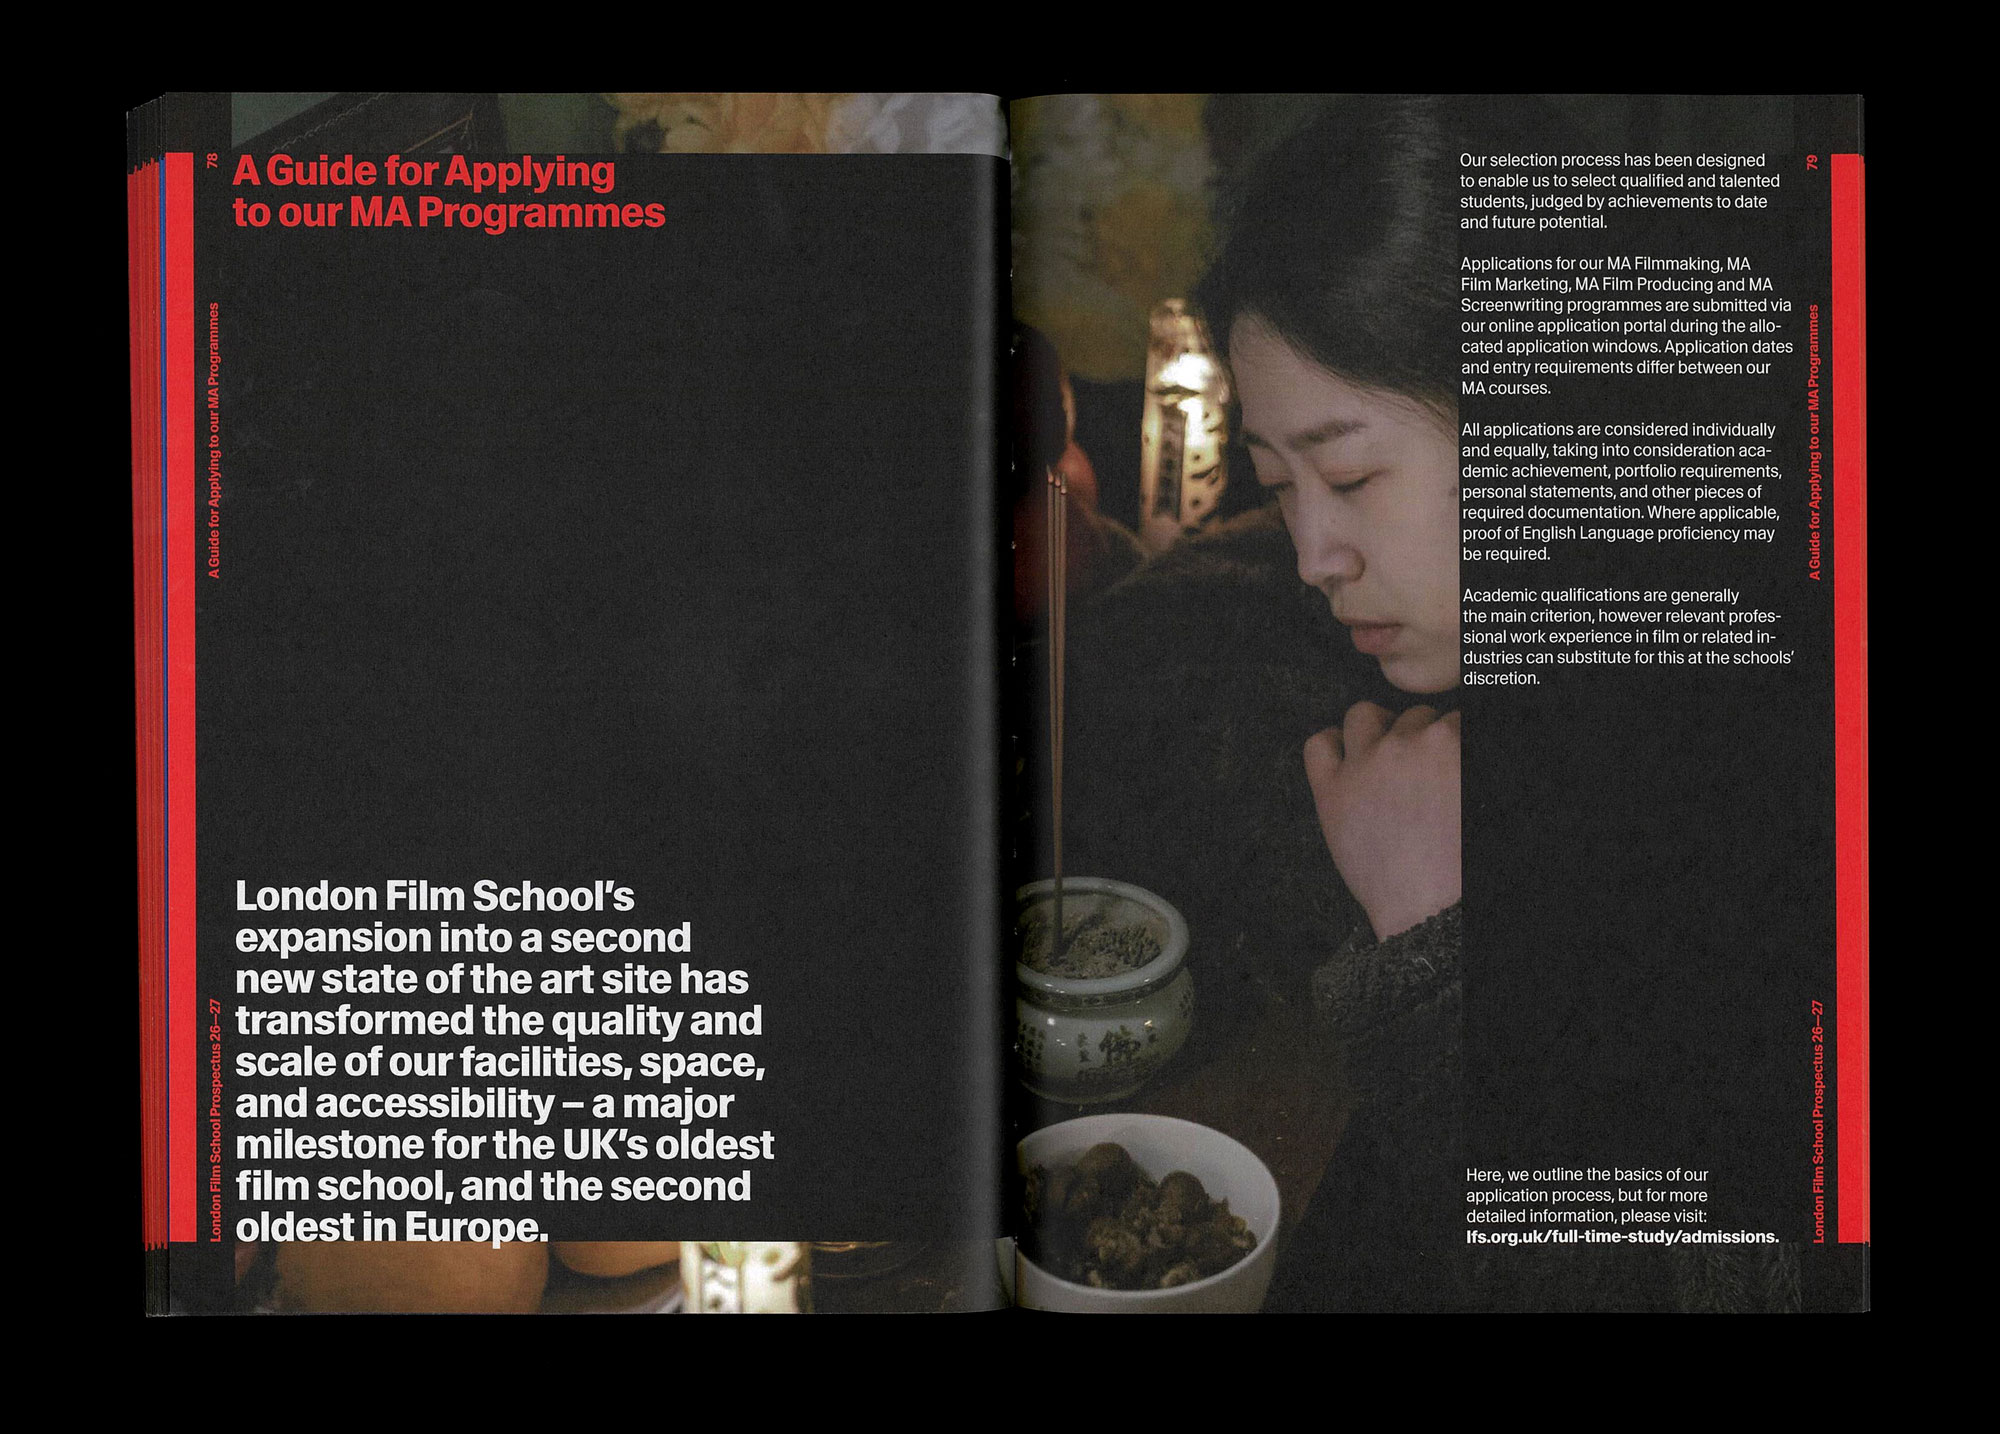 78
A Guide for Applying
to our MA Programmes
A Guide for Applying to our MA Programmes
London Film School Prospectus 26—27
London Film School's
expansion into a second
new state of the art site has
transformed the quality and
scale of our facilities, space,
and accessibility – a major
milestone for the UK's oldest
film school, and the second
oldest in Europe.
佛
Our selection process has been designed
to enable us to select qualified and talented
students, judged by achievements to date
and future potential.
Applications for our MA Filmmaking, MA
Film Marketing, MA Film Producing and MA
Screenwriting programmes are submitted via
our online application portal during the allo-
cated application windows. Application dates
and entry requirements differ between our
MA courses.
All applications are considered individually
and equally, taking into consideration aca-
demic achievement, portfolio requirements,
personal statements, and other pieces of
required documentation. Where applicable,
proof of English Language proficiency may
be required.
Academic qualifications are generally
the main criterion, however relevant profes-
sional work experience in film or related in-
dustries can substitute for this at the schools'
discretion.
Here, we outline the basics of our
application process, but for more
detailed information, please visit:
lfs.org.uk/full-time-study/admissions.
79
A Guide for Applying to our MA Programmes
London Film School Prospectus 26—27